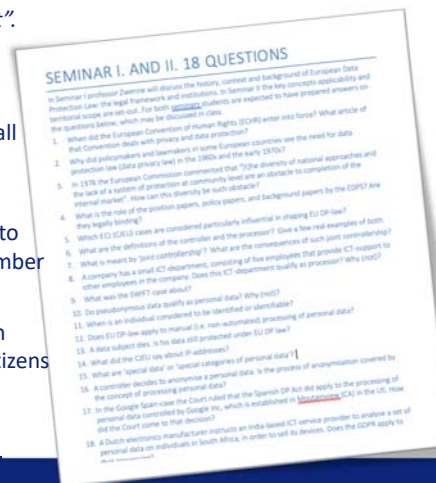 t".
all
to
mber
n
tizens
SEMINAR I. AND II. 18 QUESTIONS
In Seminar I professor Zwenne will discuss the history, context and background of European Data
Protection Law: the legal framework and institutions. In Seminar II the key concepts applicability and
territorial scope are set-out. For both seminars students are expected to have prepared answers on
the questions below, which may be discussed in class.
1. When did the European Convention of Human Rights (ECHR) enter into force? What article of
that Convention deals with privacy and data protection?
2. Why did policymakers and lawmakers in some European countries see the need for data
protection law (data privacy law) in the 1960s and the early 1970s?
3. In 1976 the European Commission commented that "[t]he diversity of national approaches and
the lack of a system of protection at community level are an obstacle to completion of the
internal market". How can this diversity be such obstacle?
4. What is the role of the position papers, policy papers, and background papers by the EDPS? Are
they legally binding?
5. Which ECJ (CJEU) cases are considered particularly influential in shaping EU DP-law?
6. What are the definitions of the controller and the processor? Give a few real examples of both.
7. What is meant by 'joint controllership'? What are the consequences of such joint controllership?
8. A company has a small ICT department, consisting of five employees that provide ICT-support to
other employees in the company. Does this ICT-department qualify as processor? Why (not)?
9. What was the SWIFT-case about?
10. Do pseudonymous data qualify as personal data? Why (not)?
11. When is an individual considered to be identified or identifiable?
12. Does EU DP-law apply to manual (i.e. non-automated) processing of personal data?
13. A data subject dies. Is his data still protected under EU DP law?
14. What did the CJEU say about IP-addresses?
15. What are 'special data' or 'special categories of personal data'?
16. A controller decides to anonymise a personal data. Is the process of anonymisation covered by
the concept of processing personal data?
17. In the Google Spain-case the Court ruled that the Spanish DP Act did apply to the processing of
personal data controlled by Google Inc, which is established in Moutainview (CA) in the US. How
did the Court come to that decision?
18. A Dutch electronics manufacturer instructs an India-based ICT service provider to analyse a set of
personal data on individuals in South Africa, in order to sell its devices. Does the GDPR apply to